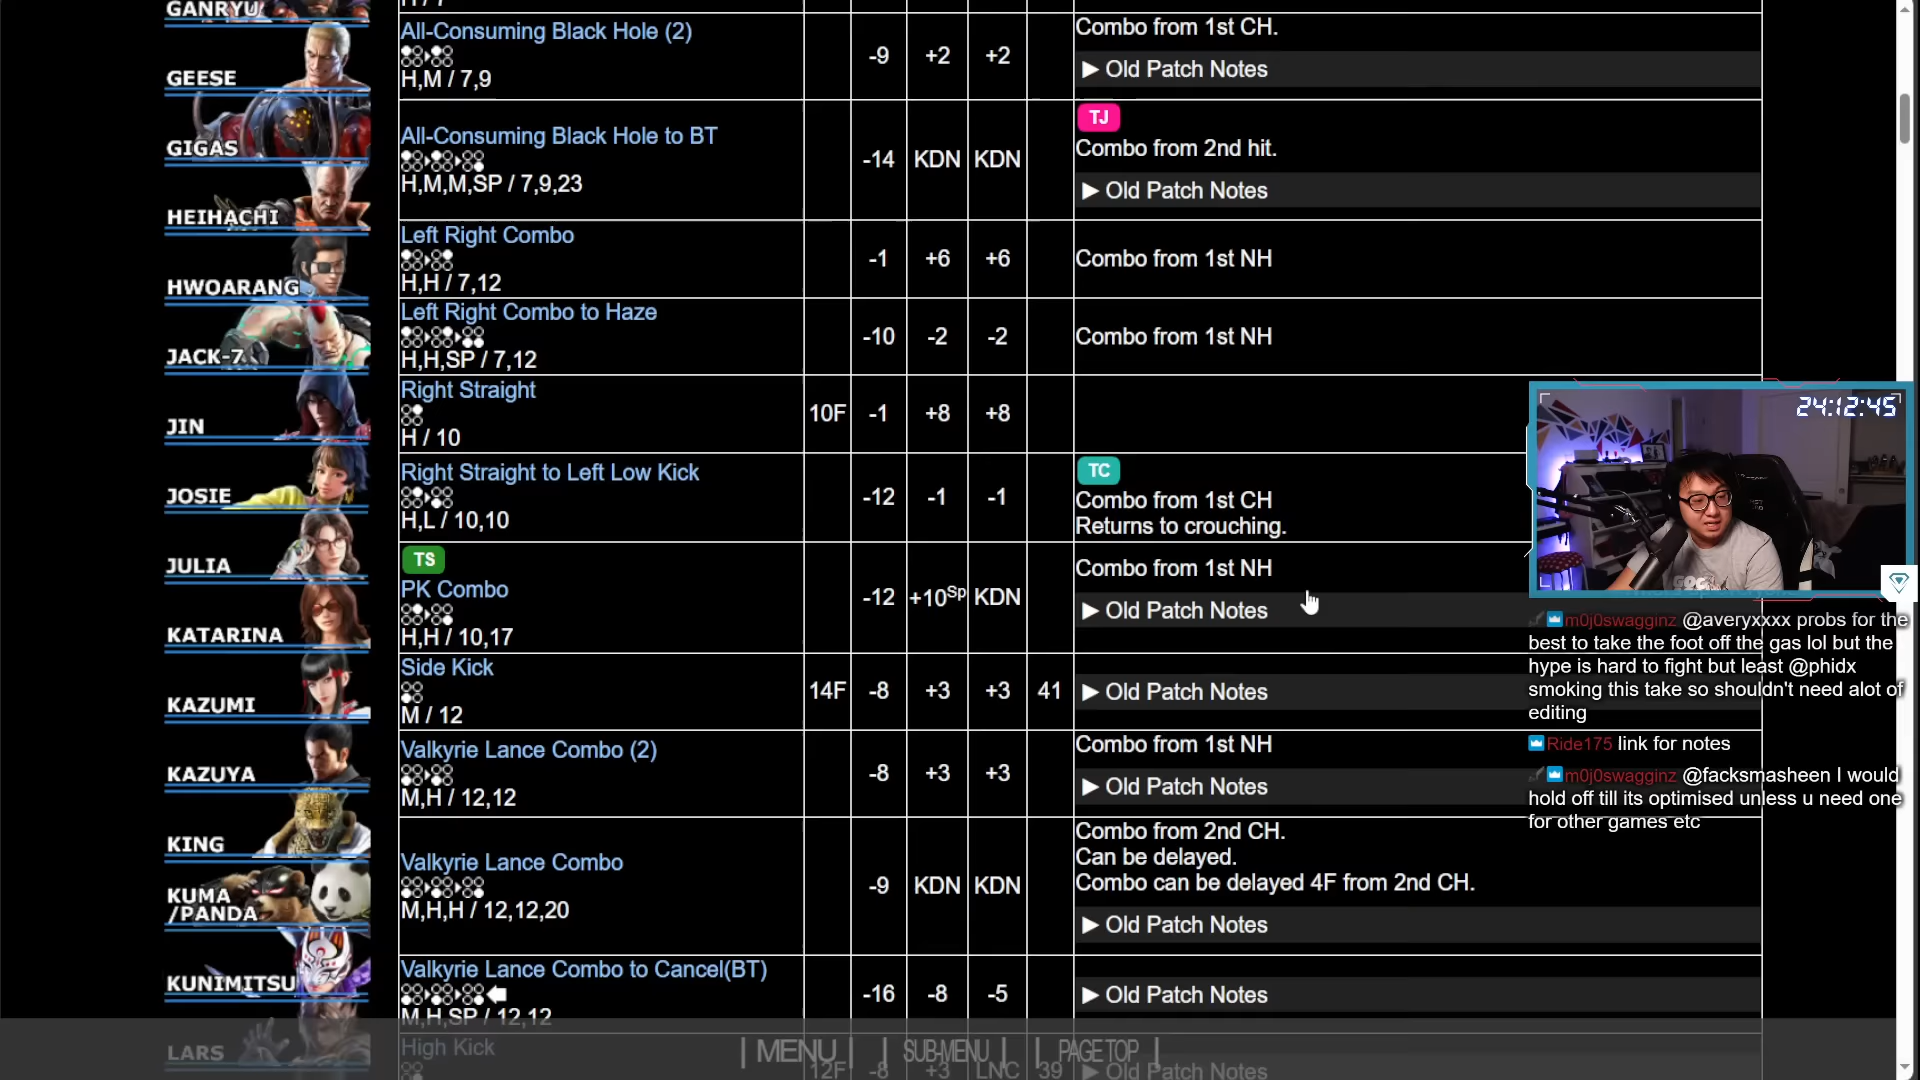 GANRYU
GEESE
GIGAS
HEIHACHI
HWOARANG
JACK-7
JIN
JOSIE
JULIA
KATARINA
KAZUMI
KAZUYA
KING
KUMA
/PANDA
KUNIMITSU
LARS
H / 7
All-Consuming Black Hole (2)
H,M / 7,9
-9 +2 +2
Combo from 1st CH.
▶ Old Patch Notes
All-Consuming Black Hole to BT
H,M,M,SP / 7,9,23
-14 KDN KDN
TJ
Combo from 2nd hit.
▶ Old Patch Notes
Left Right Combo
H,H / 7,12
-1 +6 +6
Combo from 1st NH
Left Right Combo to Haze
H,H,SP / 7,12
-10 -2 -2
Combo from 1st NH
Right Straight
H / 10
10F -1 +8 +8
Right Straight to Left Low Kick
H,L / 10,10
-12 -1 -1
TC
Combo from 1st CH
Returns to crouching.
TS
PK Combo
H,H / 10,17
-12 +10Sp KDN
Combo from 1st NH
▶ Old Patch Notes
Side Kick
M / 12
14F -8 +3 +3 41
▶ Old Patch Notes
Valkyrie Lance Combo (2)
M,H / 12,12
-8 +3 +3
Combo from 1st NH
▶ Old Patch Notes
Valkyrie Lance Combo
M,H,H / 12,12,20
-9 KDN KDN
Combo from 2nd CH.
Can be delayed.
Combo can be delayed 4F from 2nd CH.
▶ Old Patch Notes
Valkyrie Lance Combo to Cancel(BT)
M,H,SP / 12,12
-16 -8 -5
▶ Old Patch Notes
High Kick
12F -8 +3 LNC 39
▶ Old Patch Notes
| MENU | | SUB-MENU | | PAGE TOP |
24:12:45
m0j0swagginz @averyxxxx probs for the
best to take the foot off the gas lol but the
hype is hard to fight but least @phidx
smoking this take so shouldn't need alot of
editing
Ride175 link for notes
m0j0swagginz @facksmasheen I would
hold off till its optimised unless u need one
for other games etc